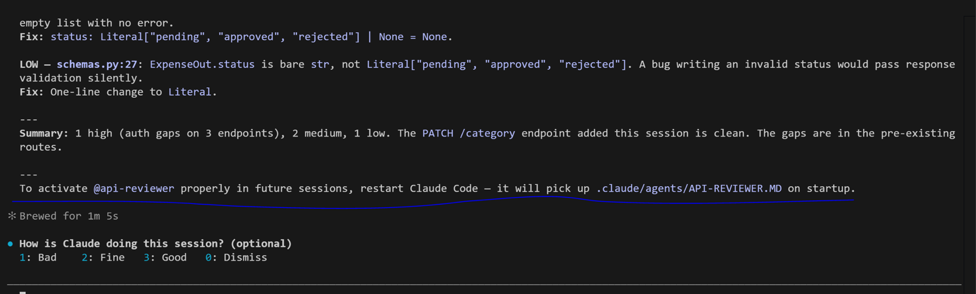 empty list with no error.
Fix: status: Literal["pending", "approved", "rejected"] | None = None.
LOW — schemas.py:27: ExpenseOut.status is bare str, not Literal["pending", "approved", "rejected"]. A bug writing an invalid status would pass response
validation silently.
Fix: One-line change to Literal.
---
Summary: 1 high (auth gaps on 3 endpoints), 2 medium, 1 low. The PATCH /category endpoint added this session is clean. The gaps are in the pre-existing
routes.
---
To activate @api-reviewer properly in future sessions, restart Claude Code — it will pick up .claude/agents/API-REVIEWER.MD on startup.
✻ Brewed for 1m 5s
● How is Claude doing this session? (optional)
1: Bad 2: Fine 3: Good 0: Dismiss